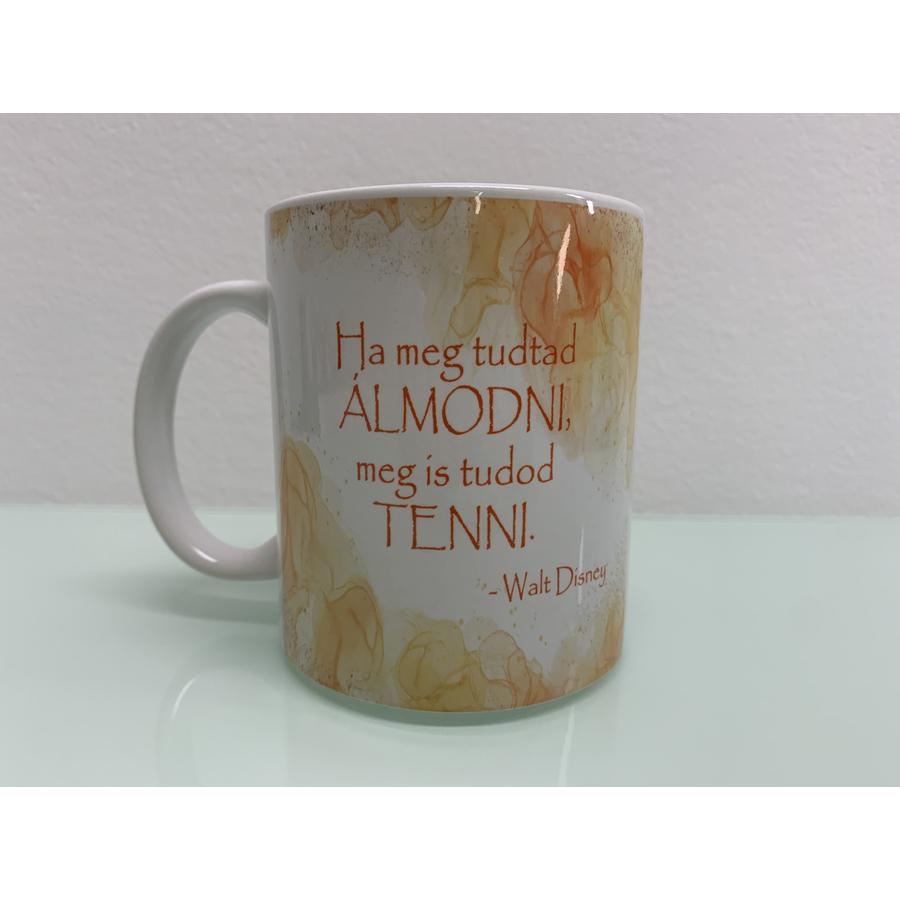 Ha meg tudtad
ÁLMODNI,
meg is tudod
TENNI.
- Walt Disney